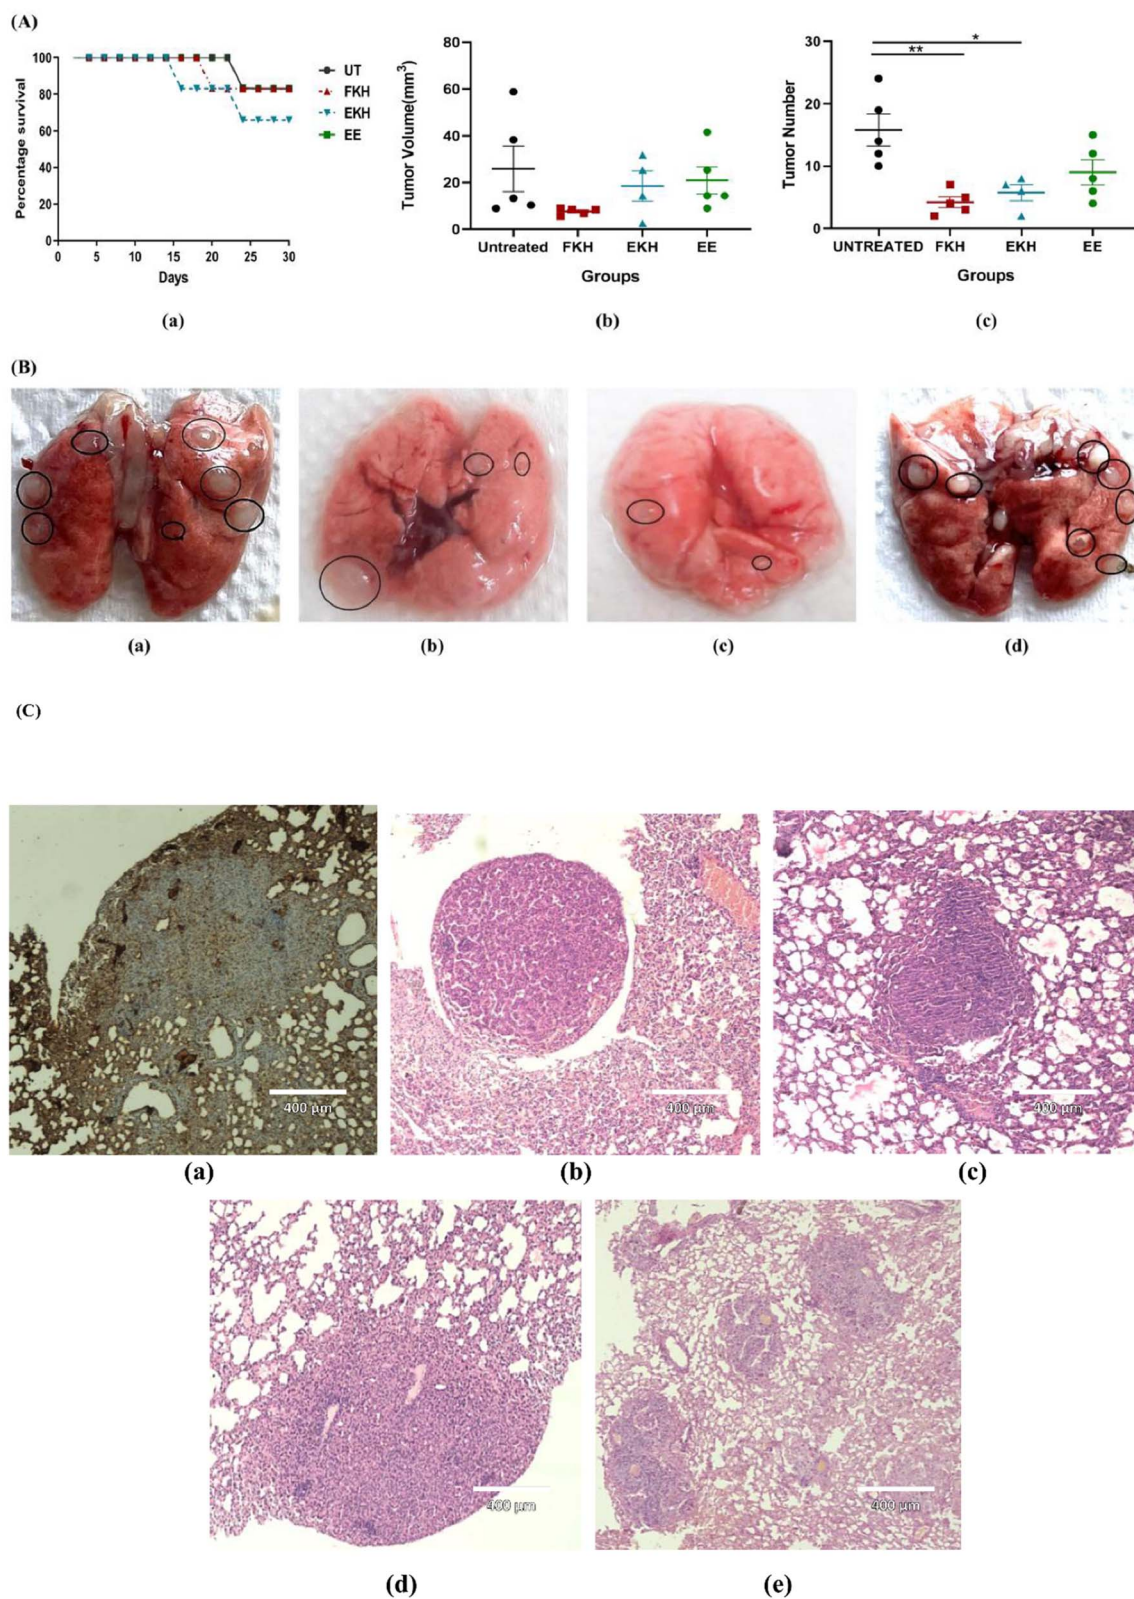 (A)
Percentage survival
100
80
60
40
20
0
0 5 10 15 20 25 30
Days
UT
FKH
EKH
EE
(a)
Tumor Volume(mm³)
80
60
40
20
0
Untreated FKH EKH EE
Groups
(b)
Tumor Number
30
20
10
0
** *
UNTREATED FKH EKH EE
Groups
(c)
(B)
(a) (b) (c) (d)
(C)
400 μm 400 μm 400 μm
(a) (b) (c)
400 μm 400 μm
(d) (e)